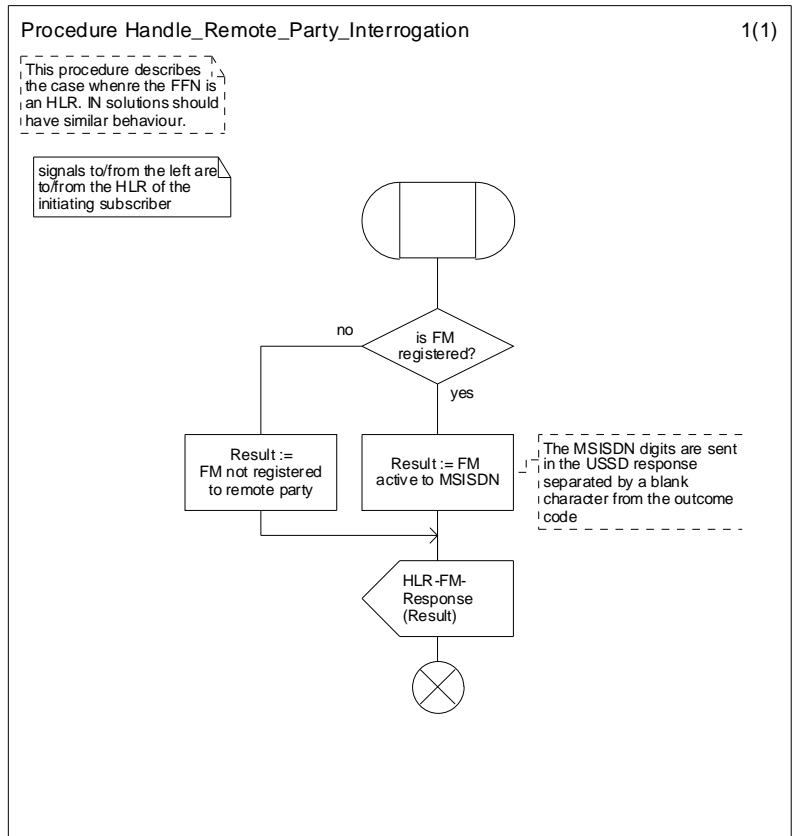 Procedure Handle_Remote_Party_Interrogation
1(1)
This procedure describes
the case whenre the FFN is
an HLR. IN solutions should
have similar behaviour.
signals to/from the left are
to/from the HLR of the
initiating subscriber
no
is FM
registered?
yes
Result :=
FM not registered
to remote party
Result := FM
active to MSISDN
The MSISDN digits are sent
in the USSD response
separated by a blank
character from the outcome
code
HLR-FM-
Response
(Result)